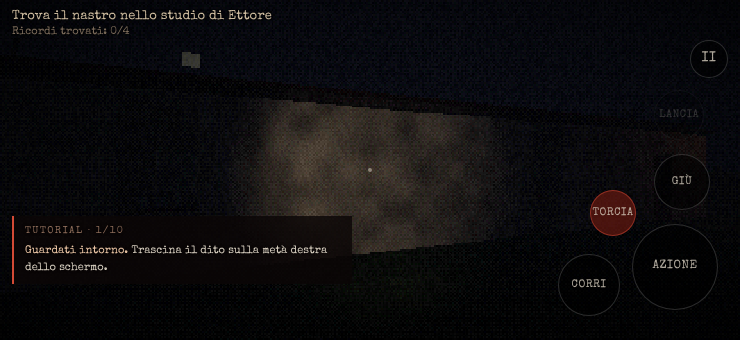 Trova il nastro nello studio di Ettore
Ricordi trovati: 0/4
II
LANCIA
GIÙ
TORCIA
AZIONE
CORRI
TUTORIAL · 1/10
Guardati intorno. Trascina il dito sulla metà destra
dello schermo.